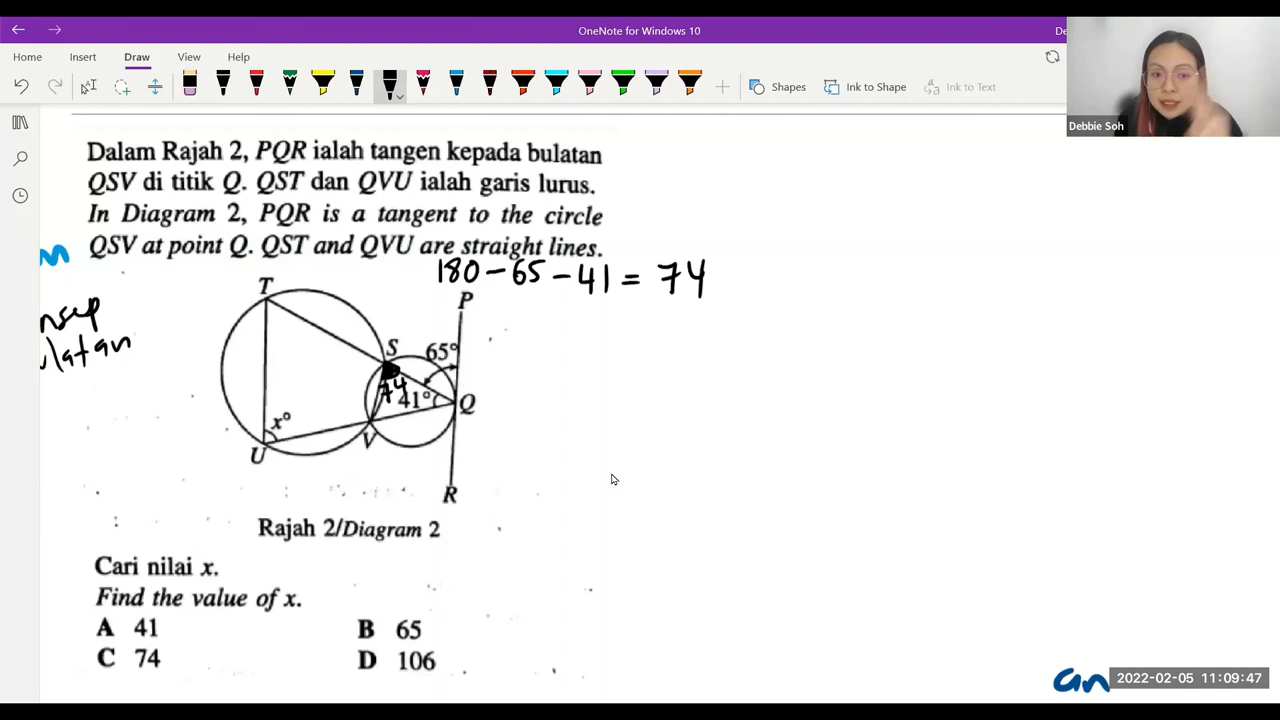 OneNote for Windows 10
De
Home Insert Draw View Help
Shapes Ink to Shape Ink to Text
Debbie Soh
Dalam Rajah 2, PQR ialah tangen kepada bulatan
QSV di titik Q. QST dan QVU ialah garis lurus.
In Diagram 2, PQR is a tangent to the circle
QSV at point Q. QST and QVU are straight lines.
m
nsep
ulatan
180-65-41 = 74
T
P
S
65°
74
41°
Q
x°
U
V
R
Rajah 2/Diagram 2
Cari nilai x.
Find the value of x.
A 41 B 65
C 74 D 106
an
2022-02-05 11:09:47